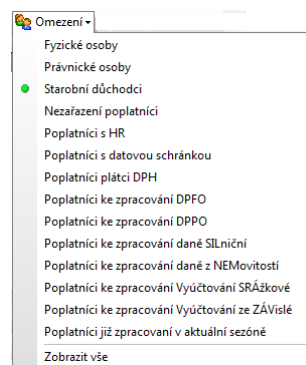 Omezení
Fyzické osoby
Právnické osoby
Starobní důchodci
Nezařazení poplatníci
Poplatníci s HR
Poplatníci s datovou schránkou
Poplatníci plátci DPH
Poplatníci ke zpracování DPFO
Poplatníci ke zpracování DPPO
Poplatníci ke zpracování daně SILniční
Poplatníci ke zpracování daně z NEMovitostí
Poplatníci ke zpracování Vyúčtování SRÁžkové
Poplatníci ke zpracování Vyúčtování ze ZÁVislé
Poplatníci již zpracovaní v aktuální sezóně
Zobrazit vše